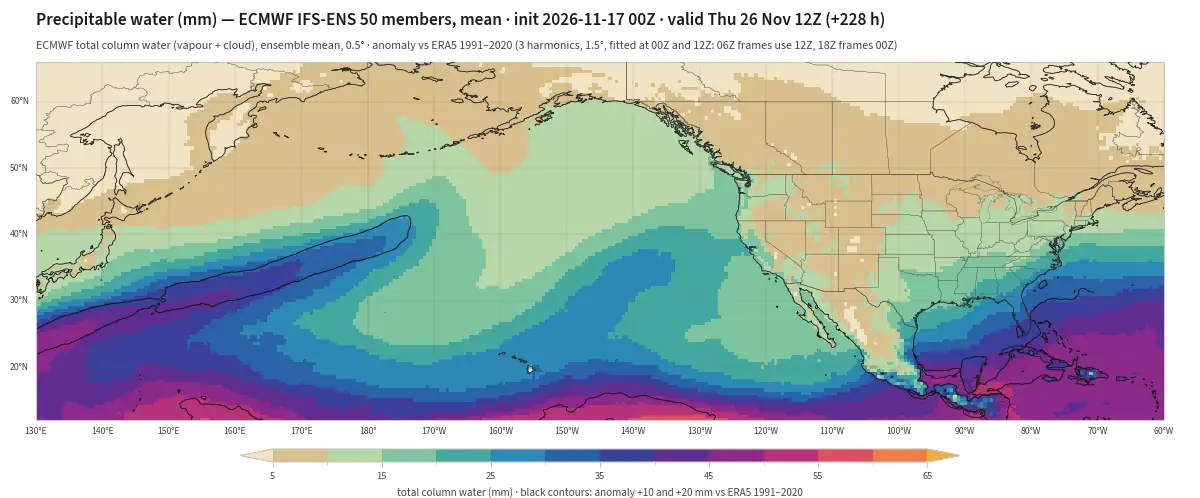 Precipitable water (mm) — ECMWF IFS-ENS 50 members, mean · init 2026-11-17 00Z · valid Thu 26 Nov 12Z (+228 h)
ECMWF total column water (vapour + cloud), ensemble mean, 0.5° · anomaly vs ERA5 1991–2020 (3 harmonics, 1.5°, fitted at 00Z and 12Z: 06Z frames use 12Z, 18Z frames 00Z)
60°N
50°N
40°N
30°N
20°N
130°E 140°E 150°E 160°E 170°E 180° 170°W 160°W 150°W 140°W 130°W 120°W 110°W 100°W 90°W 80°W 70°W 60°W
5 15 25 35 45 55 65
total column water (mm) · black contours: anomaly +10 and +20 mm vs ERA5 1991–2020